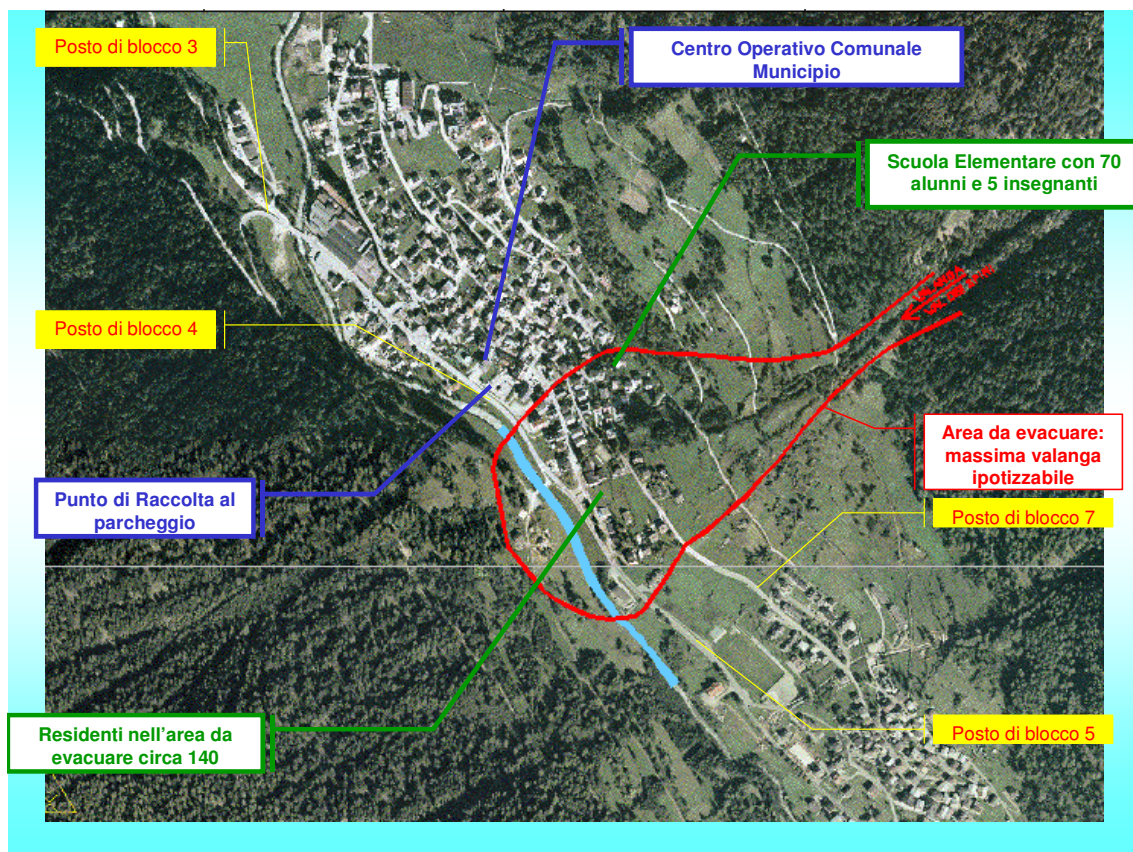 Posto di blocco 3
Centro Operativo Comunale
Municipio
Scuola Elementare con 70
alunni e 5 insegnanti
Posto di blocco 4
Area da evacuare:
massima valanga
ipotizzabile
Punto di Raccolta al
parcheggio
Posto di blocco 7
Residenti nell'area da
evacuare circa 140
Posto di blocco 5